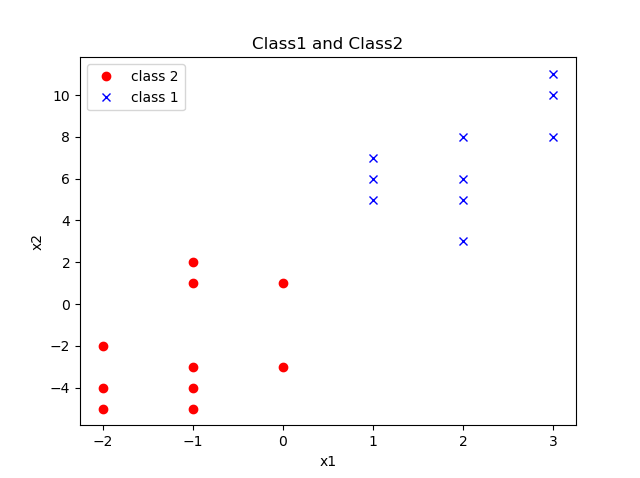 Class1 and Class2
class 2
class 1
10
8
6
4
2
0
−2
−4
x2
−2 −1 0 1 2 3
x1